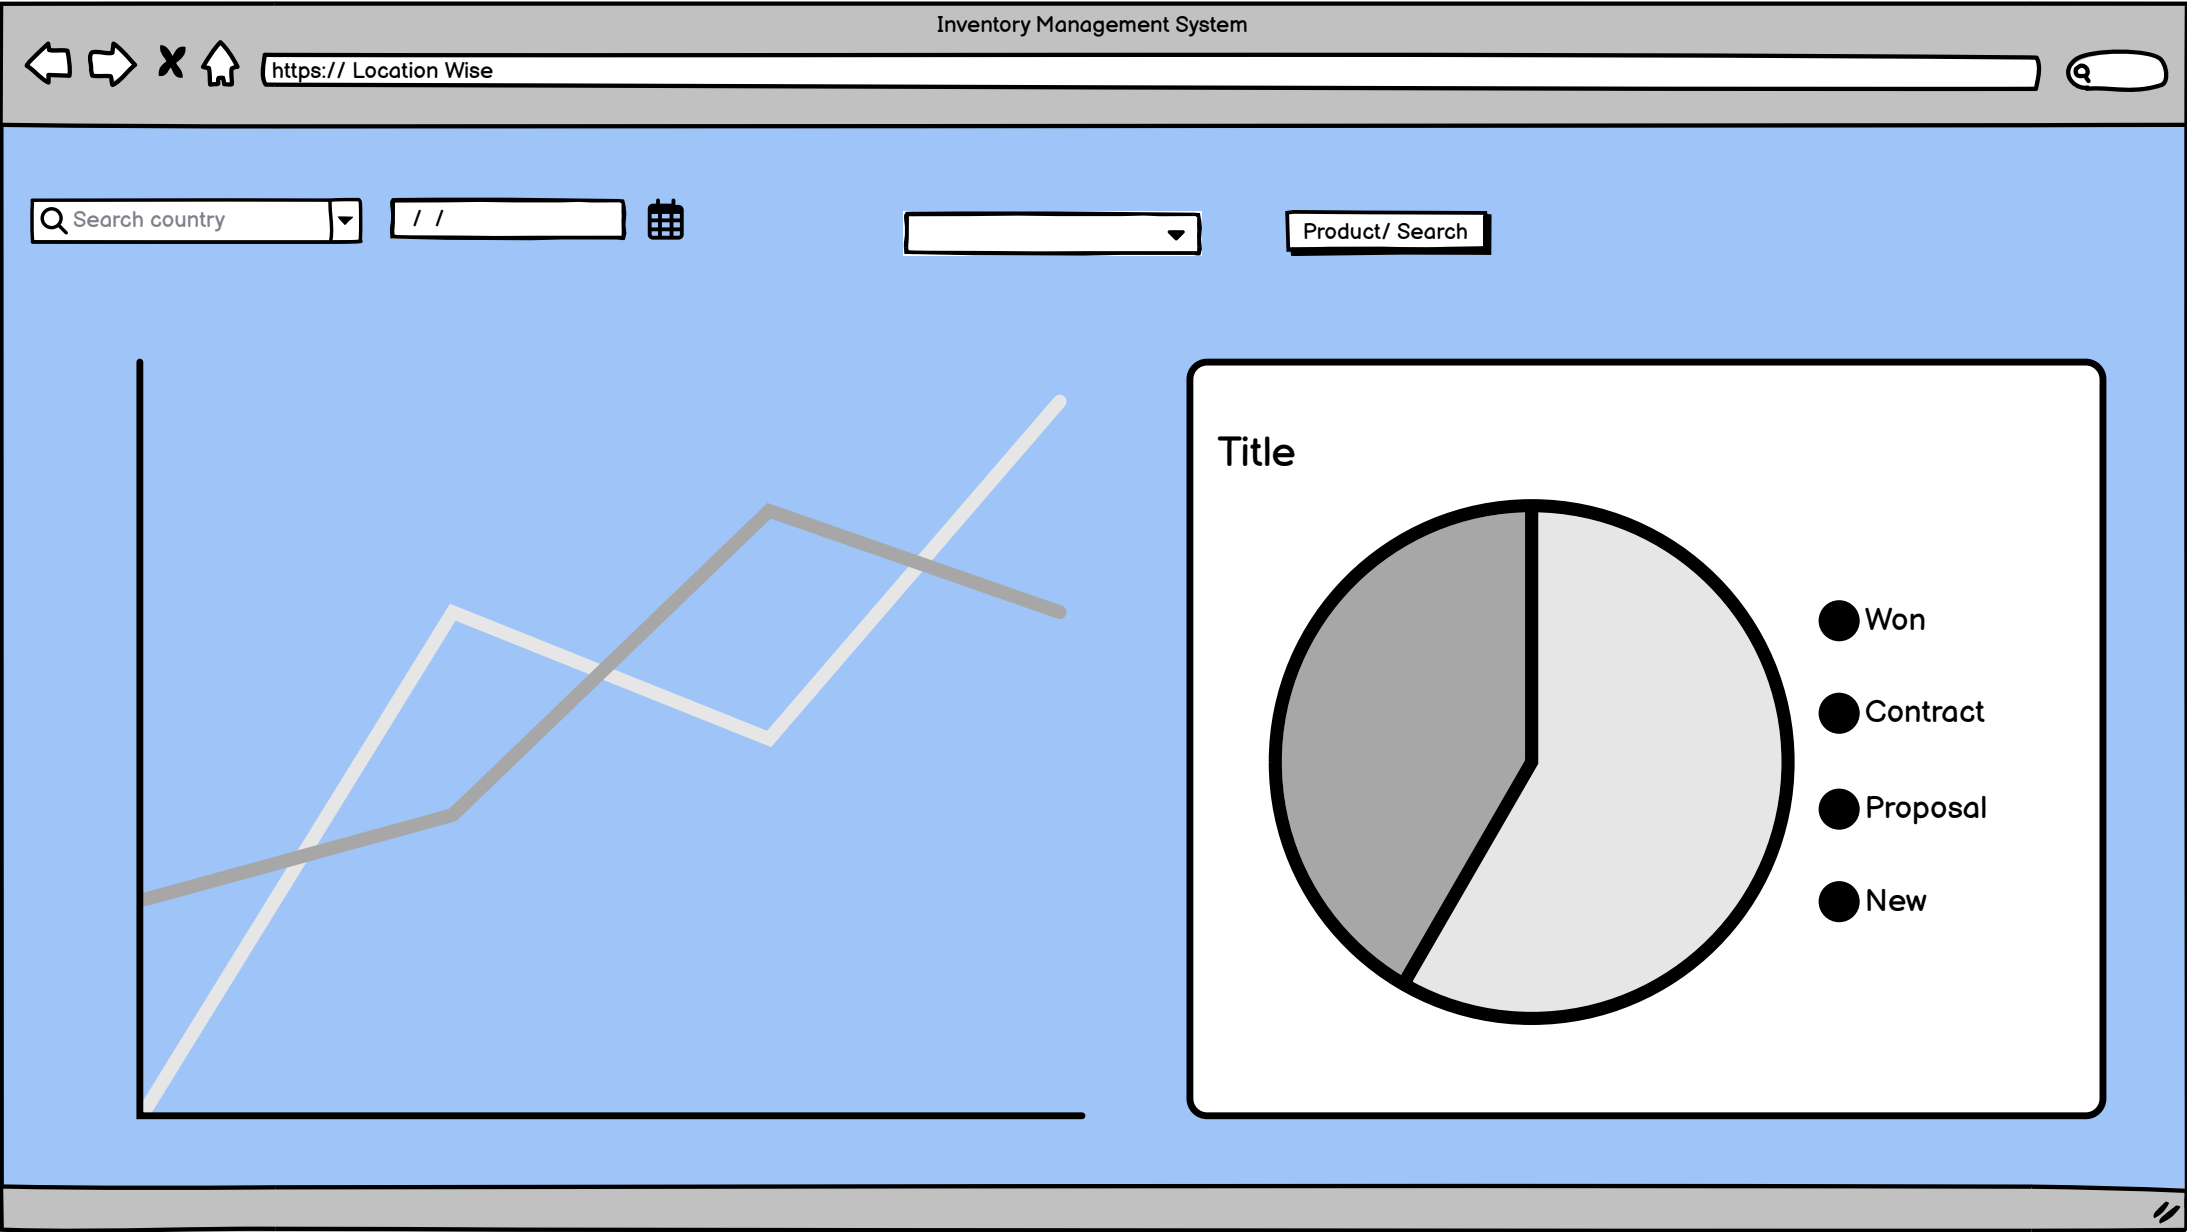 Inventory Management System
https:// Location Wise
Search country
/ /
Product/ Search
Title
Won
Contract
Proposal
New